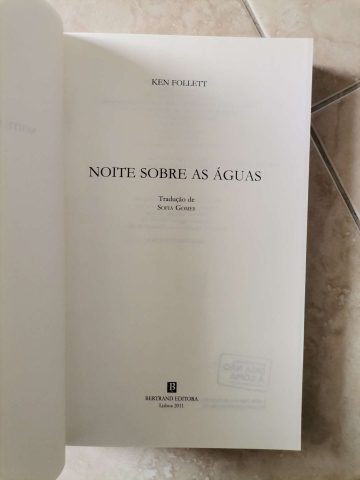 KEN FOLLETT
NOITE SOBRE AS ÁGUAS
Tradução de
SOFIA GOMES
B
BERTRAND EDITORA
Lisboa 2011